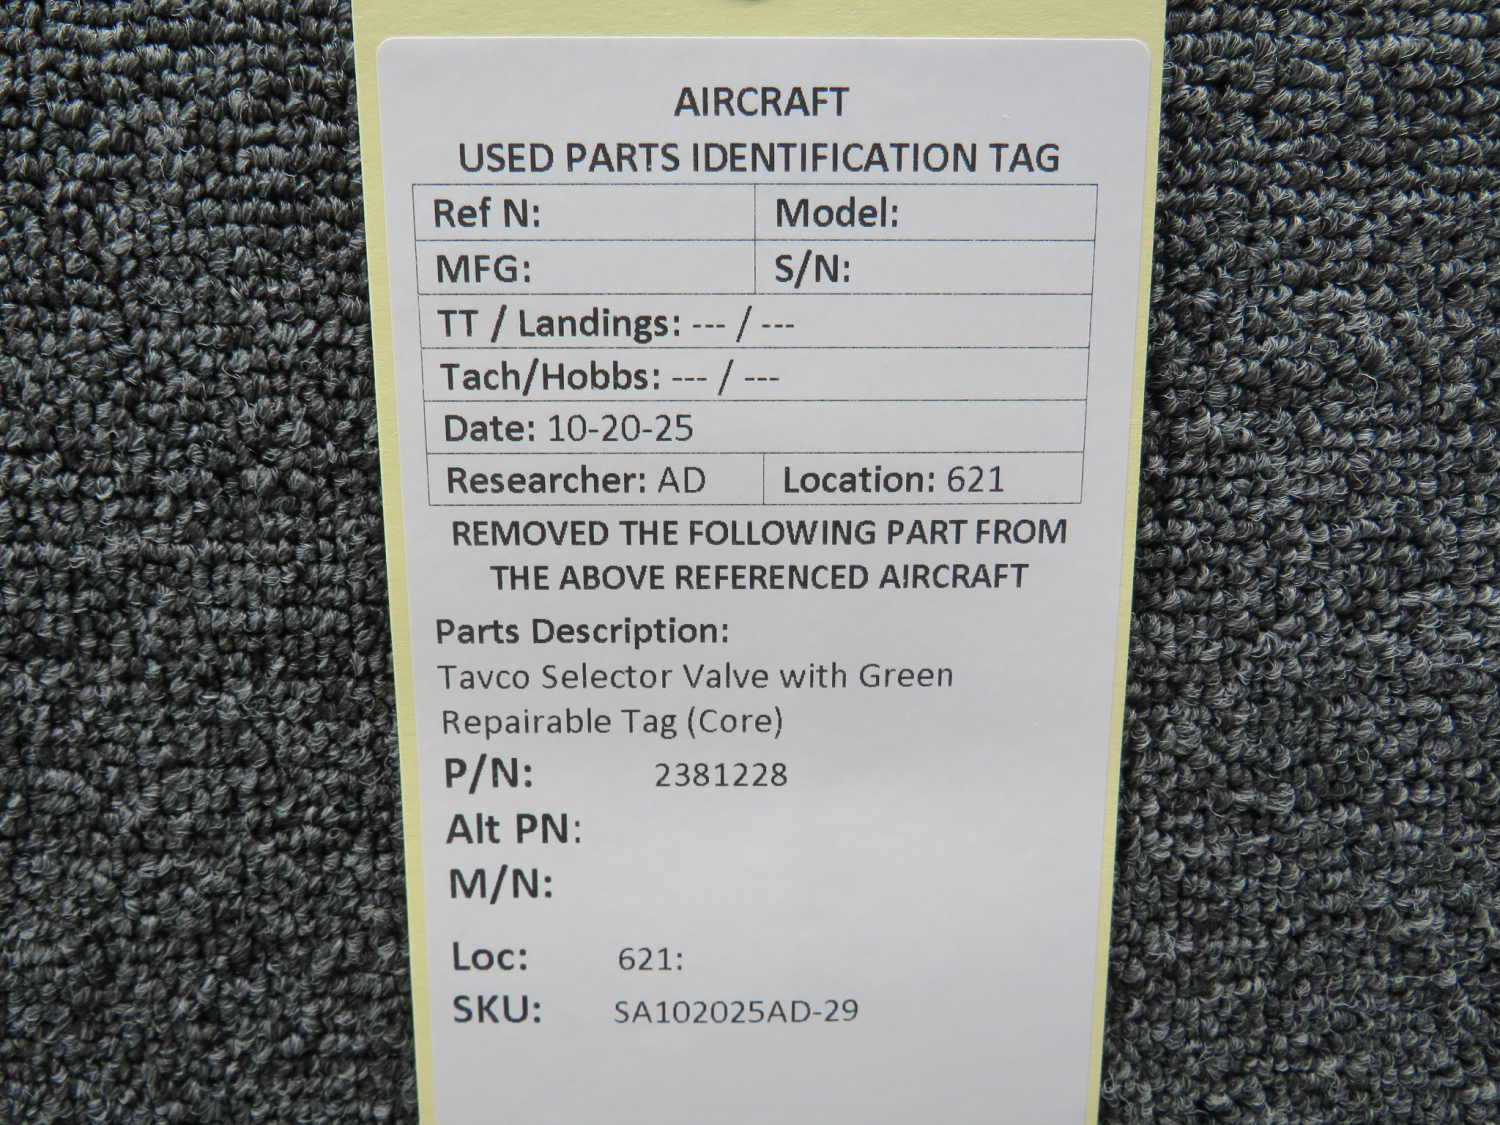 AIRCRAFT
USED PARTS IDENTIFICATION TAG
Ref N: Model:
MFG: S/N:
TT / Landings: --- / ---
Tach/Hobbs: --- / ---
Date: 10-20-25
Researcher: AD Location: 621
REMOVED THE FOLLOWING PART FROM
THE ABOVE REFERENCED AIRCRAFT
Parts Description:
Tavco Selector Valve with Green
Repairable Tag (Core)
P/N: 2381228
Alt PN:
M/N:
Loc: 621:
SKU: SA102025AD-29